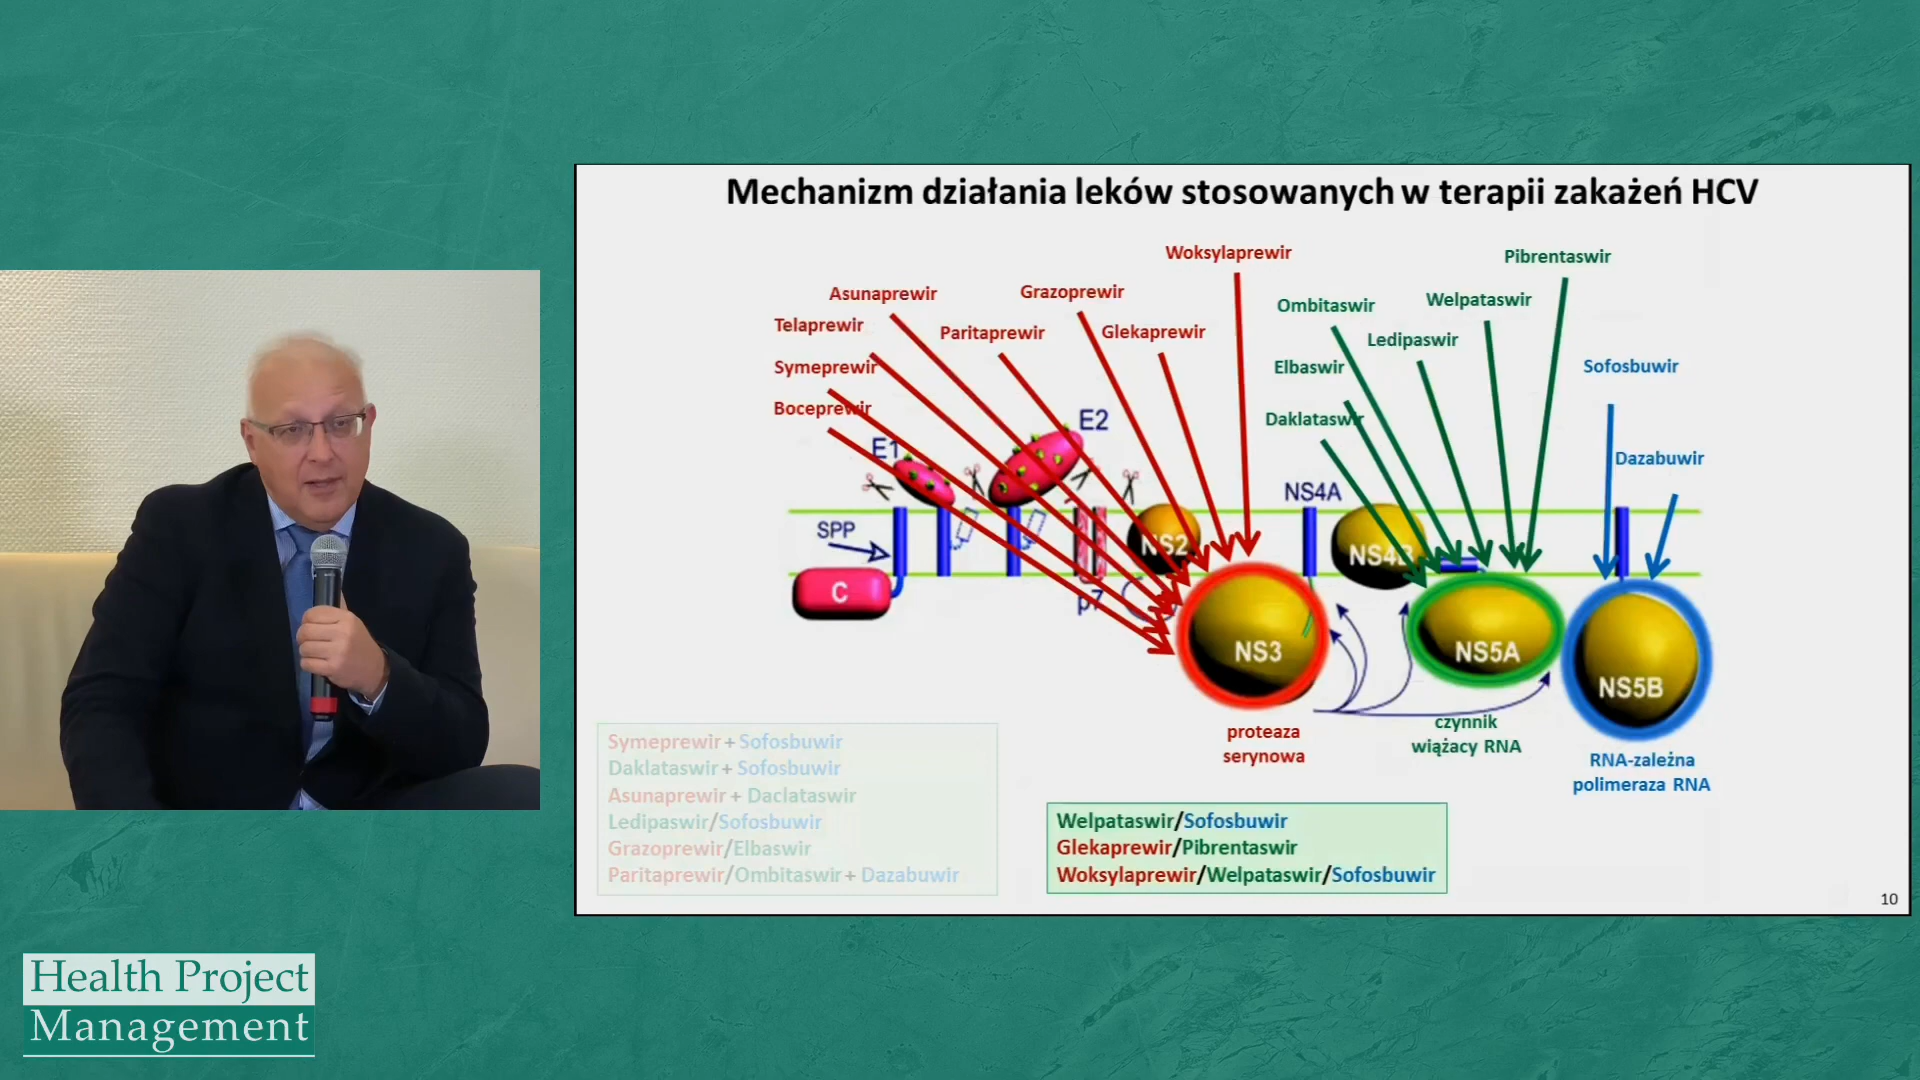 Mechanizm działania leków stosowanych w terapii zakażeń HCV
Woksylaprewir
Pibrentaswir
Asunaprewir
Grazoprewir
Ombitaswir
Welpataswir
Telaprewir
Paritaprewir
Glekaprewir
Ledipaswir
Symeprewir
Elbaswir
Sofosbuwir
Boceprewir
Daklataswir
E1
E2
Dazabuwir
NS4A
SPP
NS2
NS4B
C
p7
NS3
NS5A
NS5B
proteaza
serynowa
czynnik
wiążacy RNA
RNA-zależna
polimeraza RNA
Symeprewir + Sofosbuwir
Daklataswir + Sofosbuwir
Asunaprewir + Daclataswir
Ledipaswir/Sofosbuwir
Grazoprewir/Elbaswir
Paritaprewir/Ombitaswir + Dazabuwir
Welpataswir/Sofosbuwir
Glekaprewir/Pibrentaswir
Woksylaprewir/Welpataswir/Sofosbuwir
10
Health Project
Management